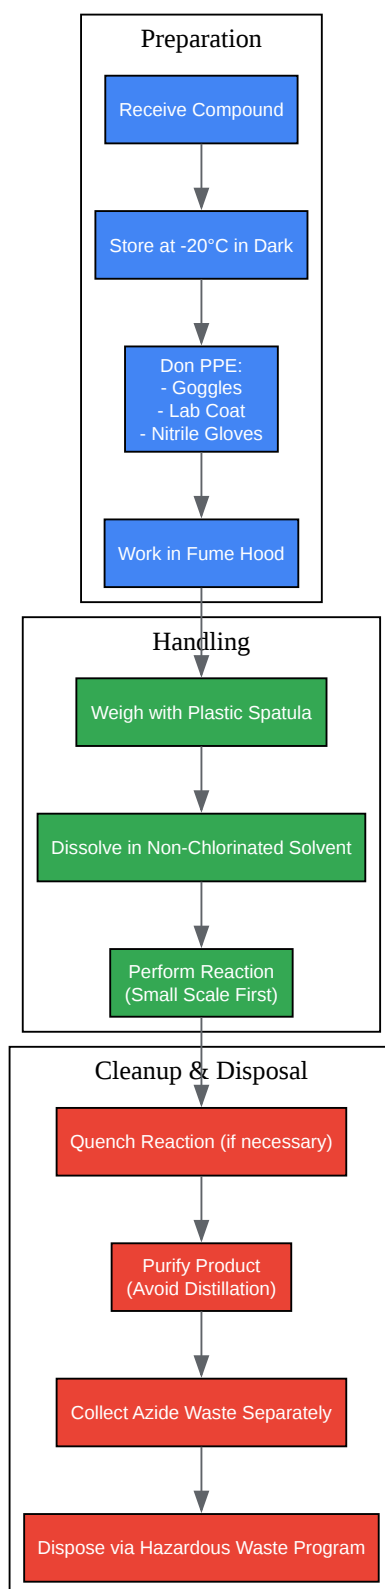 Preparation
Receive Compound
Store at -20°C in Dark
Don PPE:
- Goggles
- Lab Coat
- Nitrile Gloves
Work in Fume Hood
Handling
Weigh with Plastic Spatula
Dissolve in Non-Chlorinated Solvent
Perform Reaction
(Small Scale First)
Cleanup & Disposal
Quench Reaction (if necessary)
Purify Product
(Avoid Distillation)
Collect Azide Waste Separately
Dispose via Hazardous Waste Program